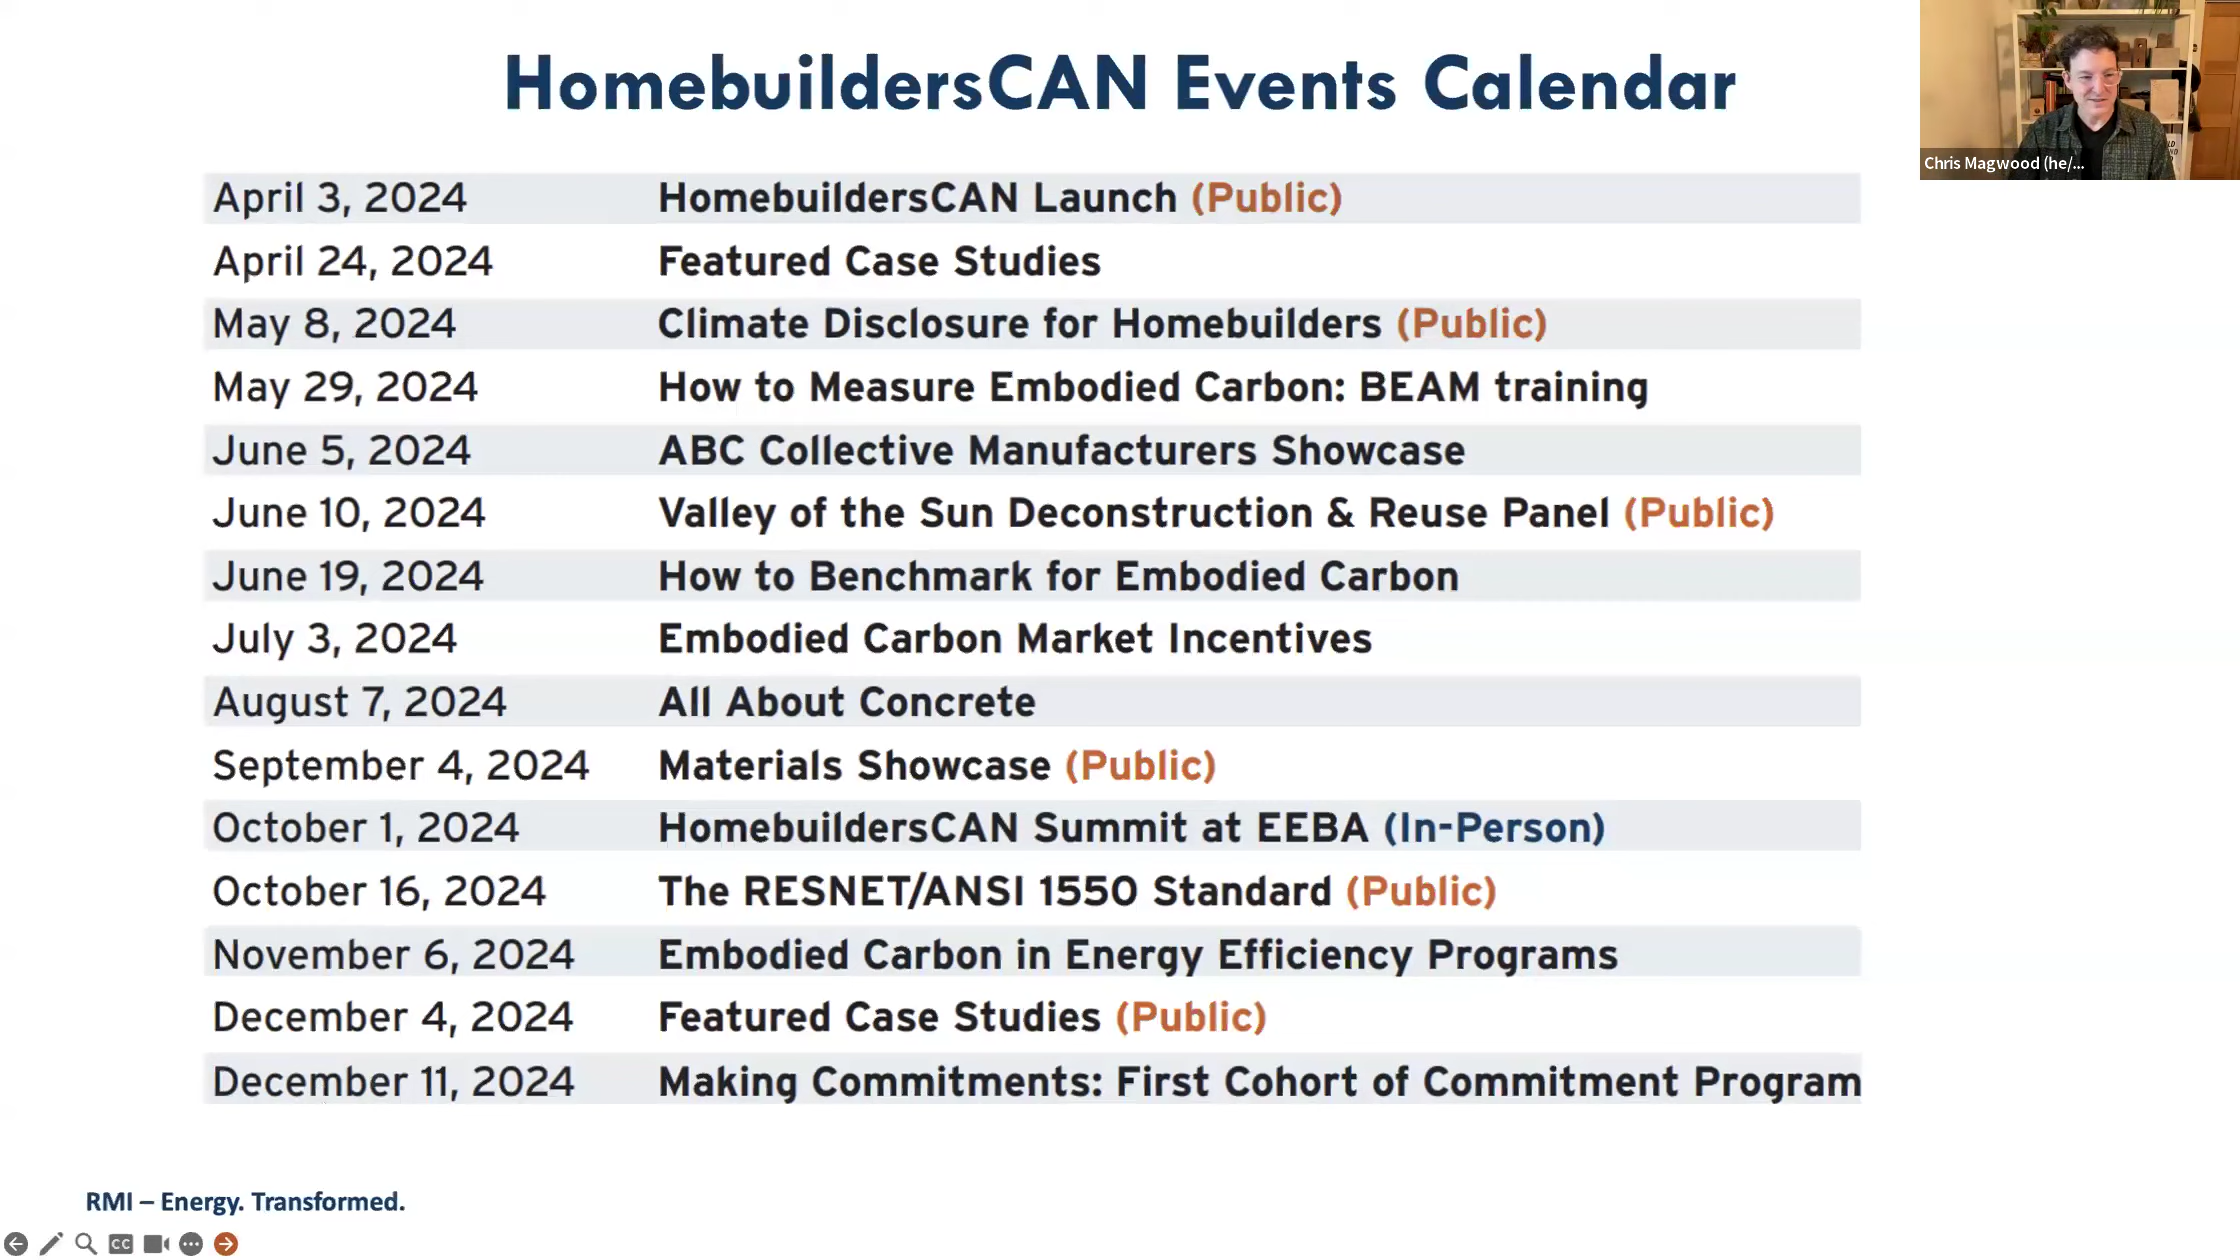 HomebuildersCAN Events Calendar
Chris Magwood (he/...
April 3, 2024 HomebuildersCAN Launch (Public)
April 24, 2024 Featured Case Studies
May 8, 2024 Climate Disclosure for Homebuilders (Public)
May 29, 2024 How to Measure Embodied Carbon: BEAM training
June 5, 2024 ABC Collective Manufacturers Showcase
June 10, 2024 Valley of the Sun Deconstruction & Reuse Panel (Public)
June 19, 2024 How to Benchmark for Embodied Carbon
July 3, 2024 Embodied Carbon Market Incentives
August 7, 2024 All About Concrete
September 4, 2024 Materials Showcase (Public)
October 1, 2024 HomebuildersCAN Summit at EEBA (In-Person)
October 16, 2024 The RESNET/ANSI 1550 Standard (Public)
November 6, 2024 Embodied Carbon in Energy Efficiency Programs
December 4, 2024 Featured Case Studies (Public)
December 11, 2024 Making Commitments: First Cohort of Commitment Program
RMI – Energy. Transformed.
CC